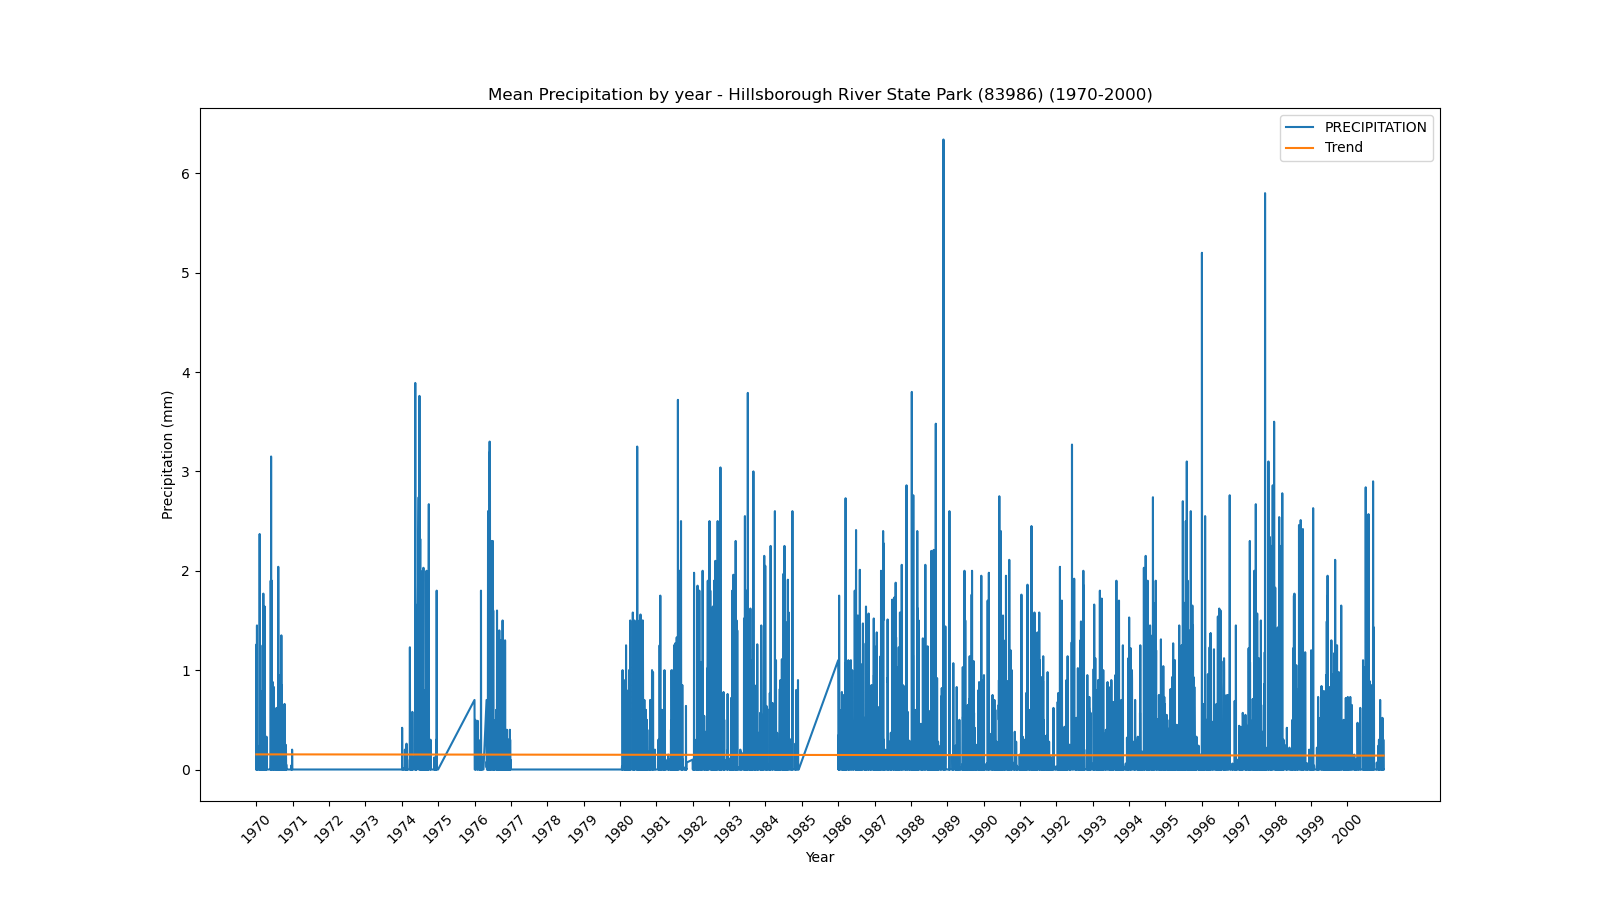 Mean Precipitation by year - Hillsborough River State Park (83986) (1970-2000)
PRECIPITATION
Trend
6
5
4
3
2
1
0
Precipitation (mm)
1970 1971 1972 1973 1974 1975 1976 1977 1978 1979 1980 1981 1982 1983 1984 1985 1986 1987 1988 1989 1990 1991 1992 1993 1994 1995 1996 1997 1998 1999 2000
Year